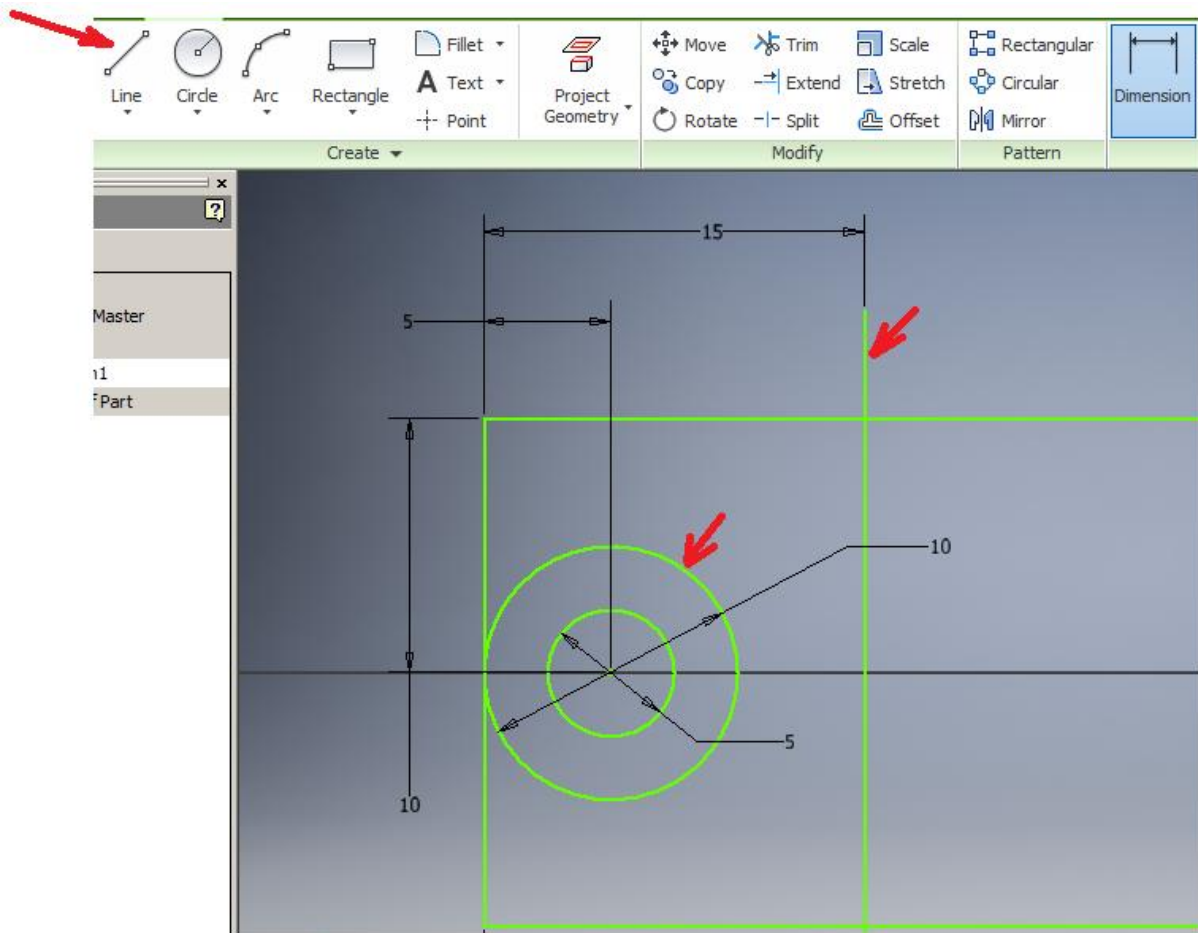 Line
Circle
Arc
Rectangle
Fillet
Text
Point
Project
Geometry
Move
Copy
Rotate
Trim
Extend
Split
Scale
Stretch
Offset
Rectangular
Circular
Mirror
Dimension
Create
Modify
Pattern
x
?
Master
Part
15
5
10
5
10